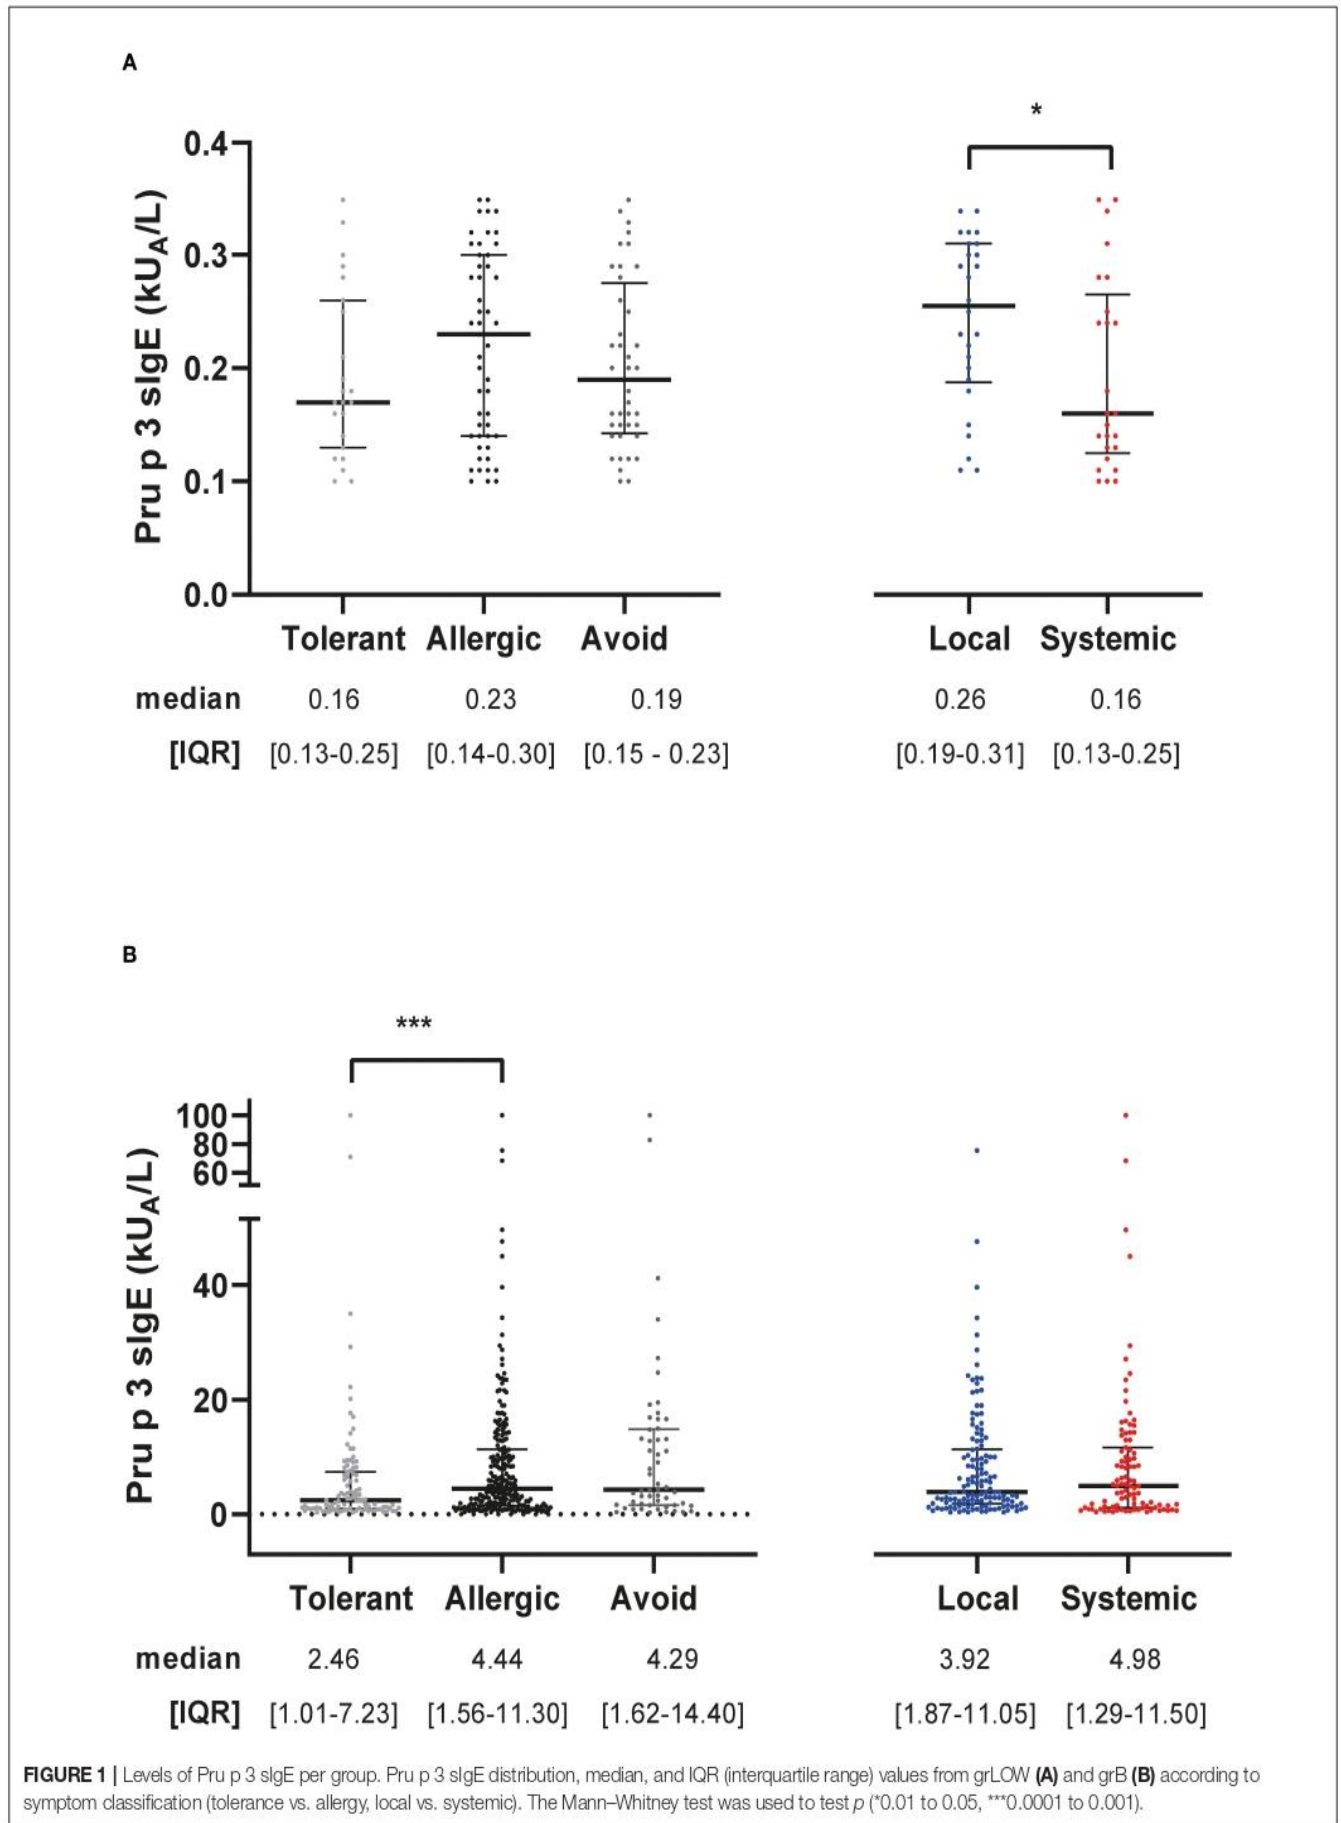 A
*
0.4
0.3
0.2
0.1
0.0
Pru p 3 sIgE (kUA/L)
Tolerant Allergic Avoid Local Systemic
median 0.16 0.23 0.19 0.26 0.16
[IQR] [0.13-0.25] [0.14-0.30] [0.15 - 0.23] [0.19-0.31] [0.13-0.25]
B
***
100
80
60
40
20
0
Pru p 3 sIgE (kUA/L)
Tolerant Allergic Avoid Local Systemic
median 2.46 4.44 4.29 3.92 4.98
[IQR] [1.01-7.23] [1.56-11.30] [1.62-14.40] [1.87-11.05] [1.29-11.50]
FIGURE 1 | Levels of Pru p 3 sIgE per group. Pru p 3 sIgE distribution, median, and IQR (interquartile range) values from grLOW (A) and grB (B) according to
symptom classification (tolerance vs. allergy, local vs. systemic). The Mann–Whitney test was used to test p (*0.01 to 0.05, ***0.0001 to 0.001).